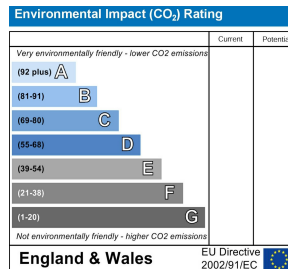 Environmental Impact (CO₂) Rating
Current Potentia
Very environmentally friendly - lower CO2 emissions
(92 plus) A
(81-91) B
(69-80) C
(55-68) D
(39-54) E
(21-38) F
(1-20) G
Not environmentally friendly - higher CO2 emissions
England & Wales
EU Directive
2002/91/EC